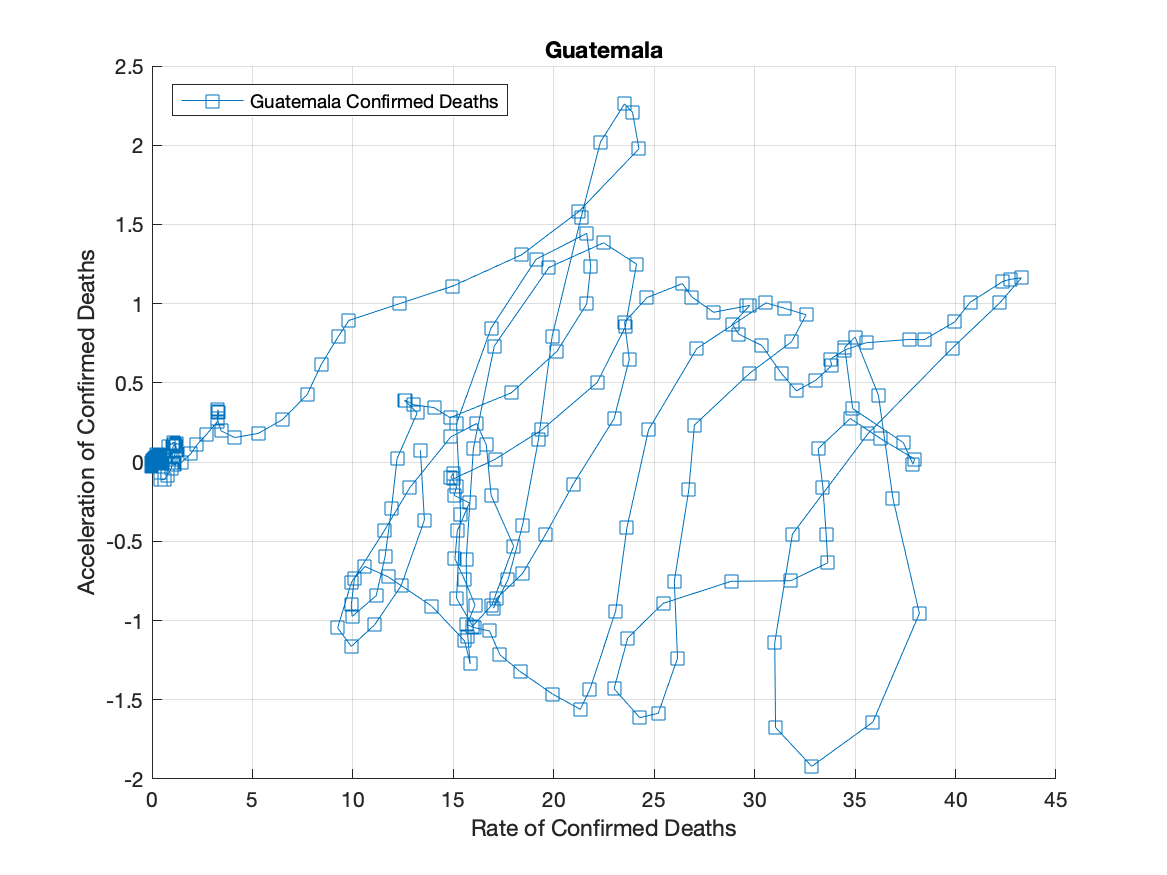 Guatemala
Guatemala Confirmed Deaths
2.5
2
1.5
1
0.5
0
-0.5
-1
-1.5
-2
Acceleration of Confirmed Deaths
0 5 10 15 20 25 30 35 40 45
Rate of Confirmed Deaths